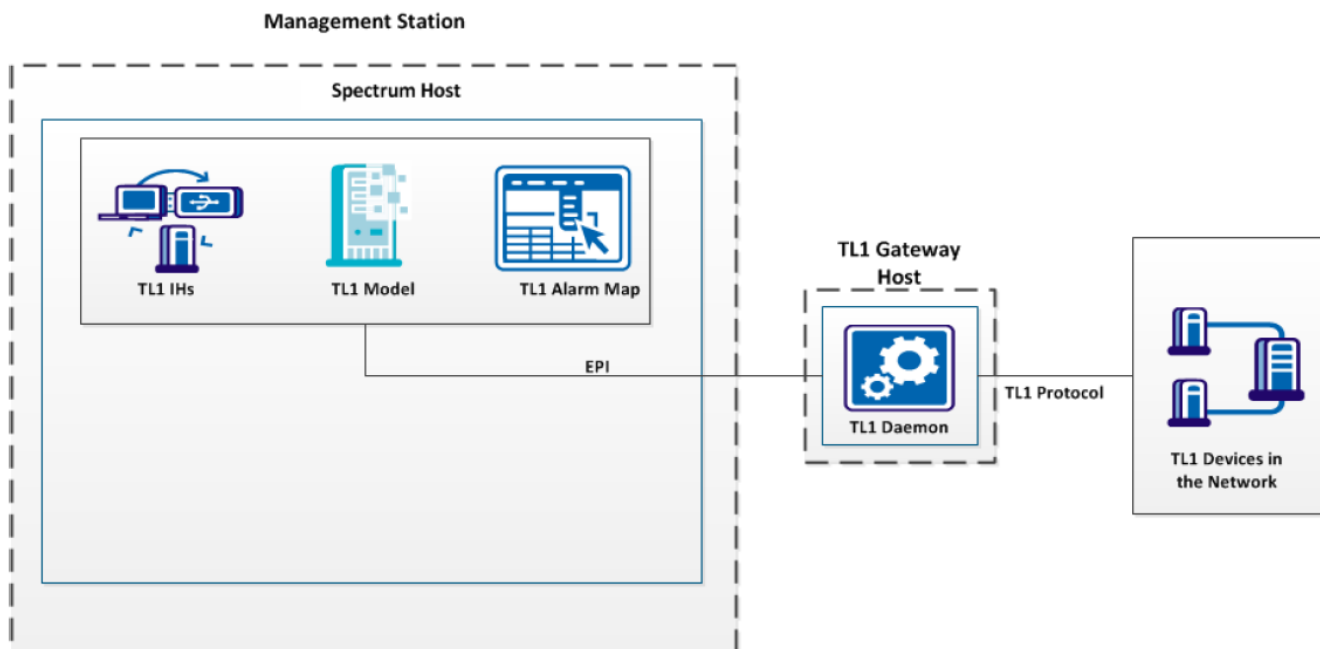 Management Station
Spectrum Host
TL1 IHs
TL1 Model
TL1 Alarm Map
EPI
TL1 Gateway
Host
TL1 Daemon
TL1 Protocol
TL1 Devices in
the Network